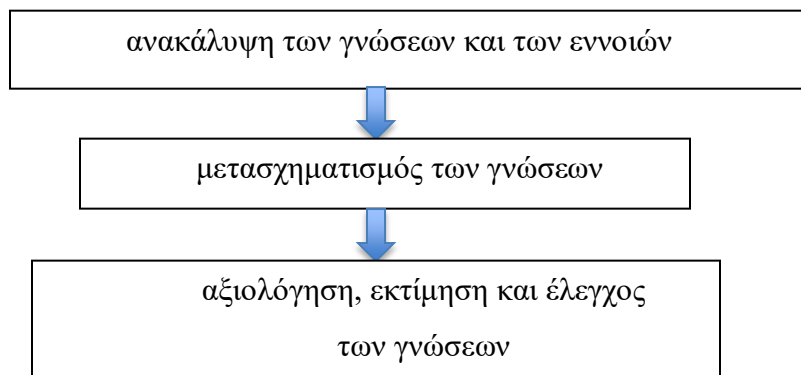 ανακάλυψη των γνώσεων και των εννοιών
μετασχηματισμός των γνώσεων
αξιολόγηση, εκτίμηση και έλεγχος
των γνώσεων